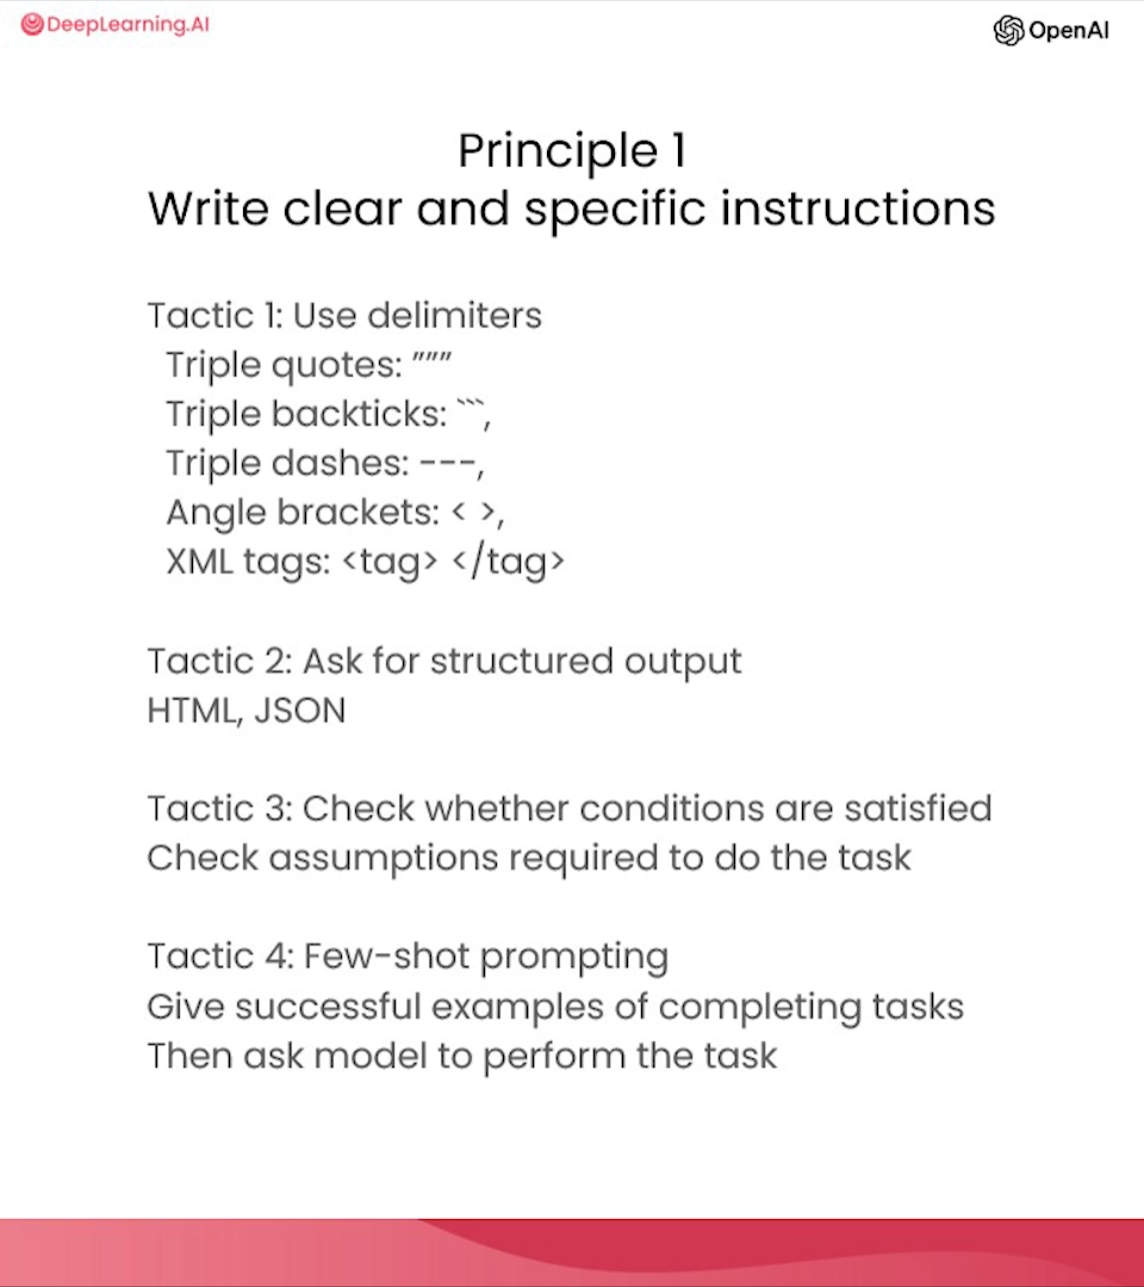 DeepLearning.AI
OpenAI
Principle 1
Write clear and specific instructions
Tactic 1: Use delimiters
Triple quotes: """
Triple backticks: ```,
Triple dashes: ---,
Angle brackets: < >,
XML tags: <tag> </tag>
Tactic 2: Ask for structured output
HTML, JSON
Tactic 3: Check whether conditions are satisfied
Check assumptions required to do the task
Tactic 4: Few-shot prompting
Give successful examples of completing tasks
Then ask model to perform the task